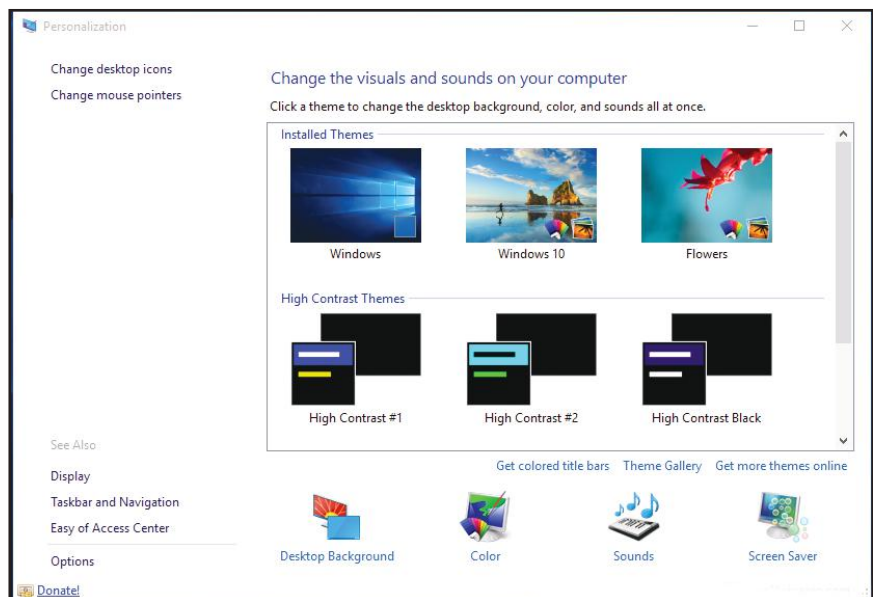 Personalization
Change desktop icons
Change mouse pointers
Change the visuals and sounds on your computer
Click a theme to change the desktop background, color, and sounds all at once.
Installed Themes
Windows
Windows 10
Flowers
High Contrast Themes
High Contrast #1
High Contrast #2
High Contrast Black
Get colored title bars
Theme Gallery
Get more themes online
See Also
Display
Taskbar and Navigation
Easy of Access Center
Options
Donate!
Desktop Background
Color
Sounds
Screen Saver